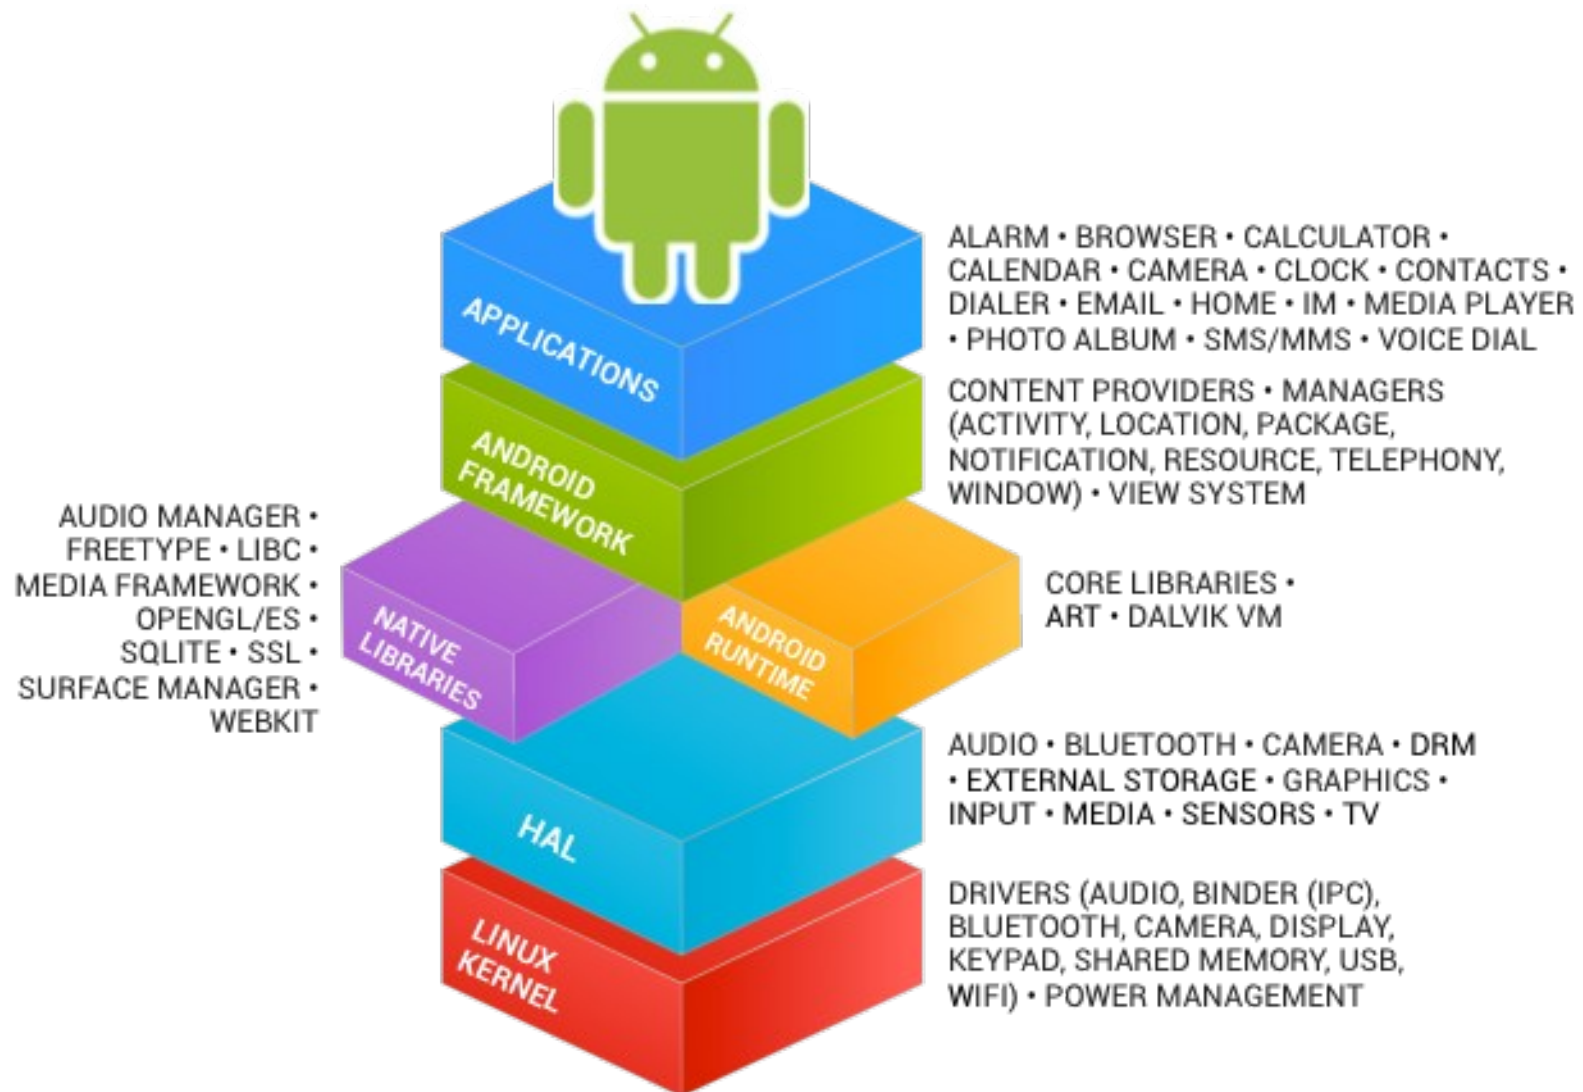 APPLICATIONS
ALARM • BROWSER • CALCULATOR •
CALENDAR • CAMERA • CLOCK • CONTACTS •
DIALER • EMAIL • HOME • IM • MEDIA PLAYER
• PHOTO ALBUM • SMS/MMS • VOICE DIAL
ANDROID
FRAMEWORK
CONTENT PROVIDERS • MANAGERS
(ACTIVITY, LOCATION, PACKAGE,
NOTIFICATION, RESOURCE, TELEPHONY,
WINDOW) • VIEW SYSTEM
AUDIO MANAGER •
FREETYPE • LIBC •
MEDIA FRAMEWORK •
OPENGL/ES •
SQLITE • SSL •
SURFACE MANAGER •
WEBKIT
NATIVE
LIBRARIES
ANDROID
RUNTIME
CORE LIBRARIES •
ART • DALVIK VM
HAL
AUDIO • BLUETOOTH • CAMERA • DRM
• EXTERNAL STORAGE • GRAPHICS •
INPUT • MEDIA • SENSORS • TV
LINUX
KERNEL
DRIVERS (AUDIO, BINDER (IPC),
BLUETOOTH, CAMERA, DISPLAY,
KEYPAD, SHARED MEMORY, USB,
WIFI) • POWER MANAGEMENT